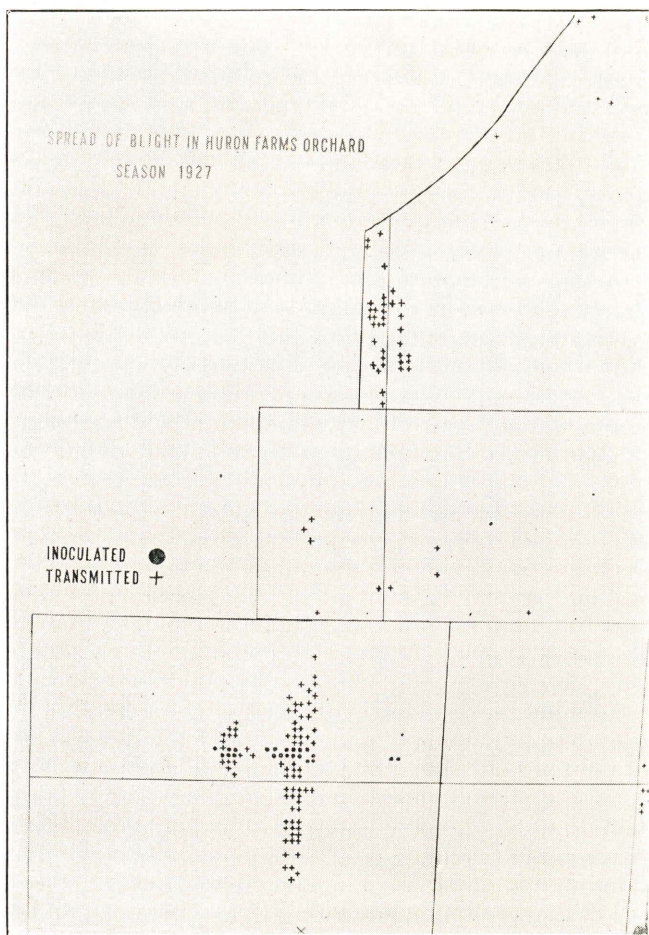 SPREAD OF BLIGHT IN HURON FARMS ORCHARD
SEASON 1927
INOCULATED ●
TRANSMITTED +